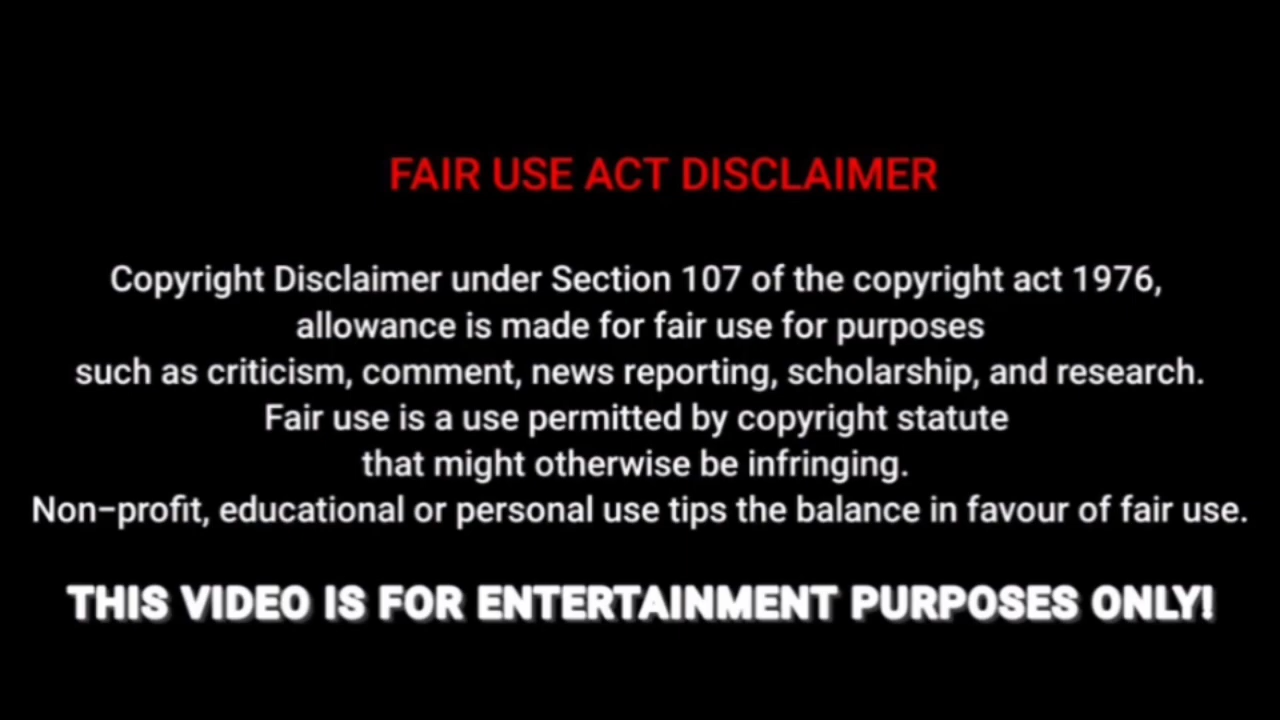 FAIR USE ACT DISCLAIMER
Copyright Disclaimer under Section 107 of the copyright act 1976,
allowance is made for fair use for purposes
such as criticism, comment, news reporting, scholarship, and research.
Fair use is a use permitted by copyright statute
that might otherwise be infringing.
Non-profit, educational or personal use tips the balance in favour of fair use.
THIS VIDEO IS FOR ENTERTAINMENT PURPOSES ONLY!